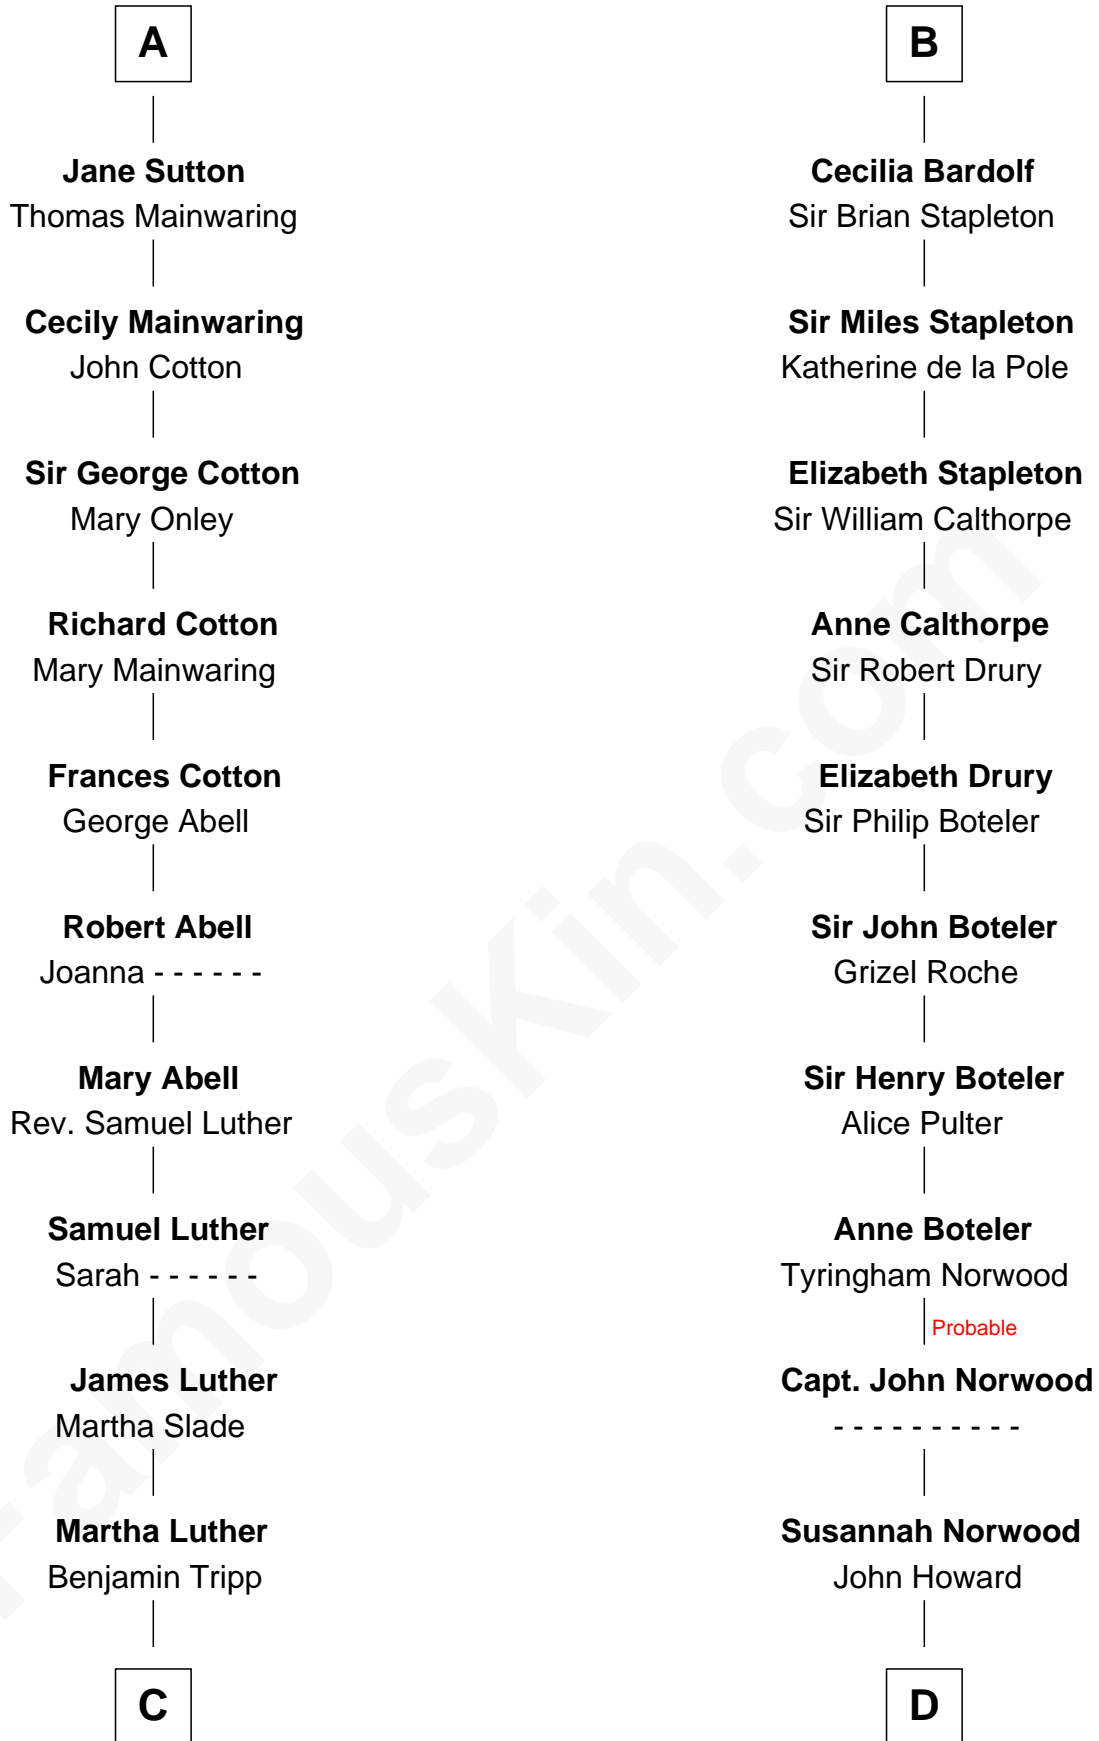 A
Jane Sutton
Thomas Mainwaring
Cecily Mainwaring
John Cotton
Sir George Cotton
Mary Onley
Richard Cotton
Mary Mainwaring
Frances Cotton
George Abell
Robert Abell
Joanna - - - - - -
Mary Abell
Rev. Samuel Luther
Samuel Luther
Sarah - - - - - -
James Luther
Martha Slade
Martha Luther
Benjamin Tripp
C
B
Cecilia Bardolf
Sir Brian Stapleton
Sir Miles Stapleton
Katherine de la Pole
Elizabeth Stapleton
Sir William Calthorpe
Anne Calthorpe
Sir Robert Drury
Elizabeth Drury
Sir Philip Boteler
Sir John Boteler
Grizel Roche
Sir Henry Boteler
Alice Pulter
Anne Boteler
Tyringham Norwood
Probable
Capt. John Norwood
- - - - - - - - - -
Susannah Norwood
John Howard
D
FamousKin.com